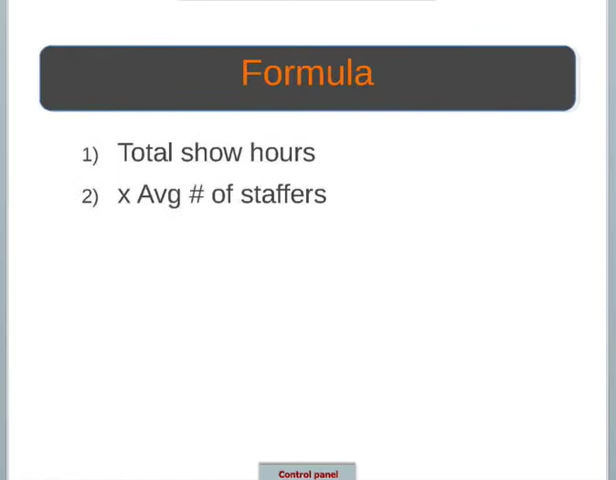 Formula
1) Total show hours
2) x Avg # of staffers
Control panel